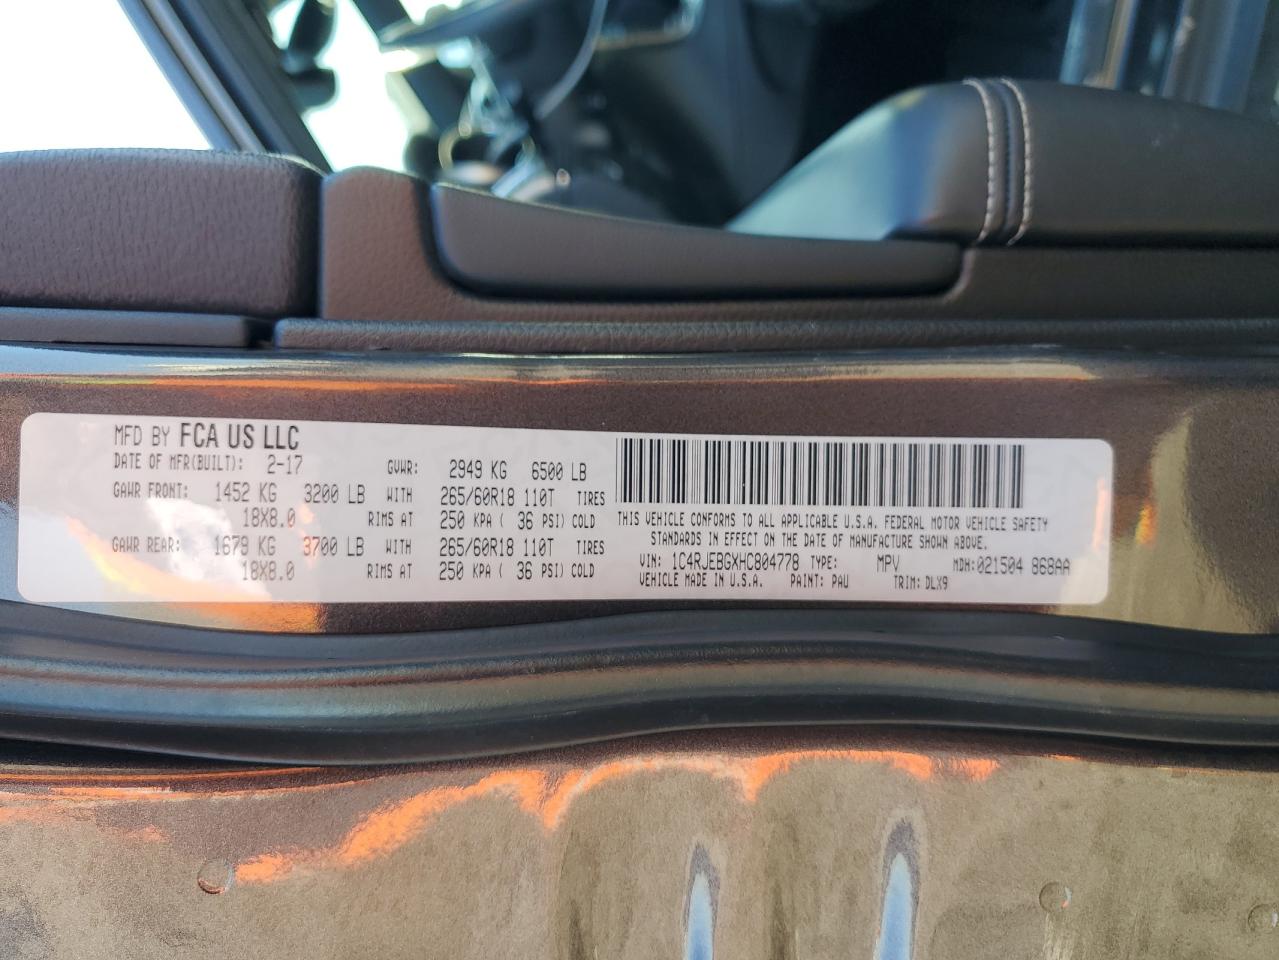 MFD BY FCA US LLC
DATE OF MFR(BUILT): 2-17 GVWR: 2949 KG 6500 LB
GAWR FRONT: 1452 KG 3200 LB WITH 265/60R18 110T TIRES
18X8.0 RIMS AT 250 KPA ( 36 PSI) COLD
GAWR REAR: 1679 KG 3700 LB WITH 265/60R18 110T TIRES
18X8.0 RIMS AT 250 KPA ( 36 PSI) COLD
THIS VEHICLE CONFORMS TO ALL APPLICABLE U.S.A. FEDERAL MOTOR VEHICLE SAFETY
STANDARDS IN EFFECT ON THE DATE OF MANUFACTURE SHOWN ABOVE.
VIN: 1C4RJEBGXHC804778 TYPE: MPV MDH: 021504 868AA
VEHICLE MADE IN U.S.A. PAINT: PAU TRIM: DLX9